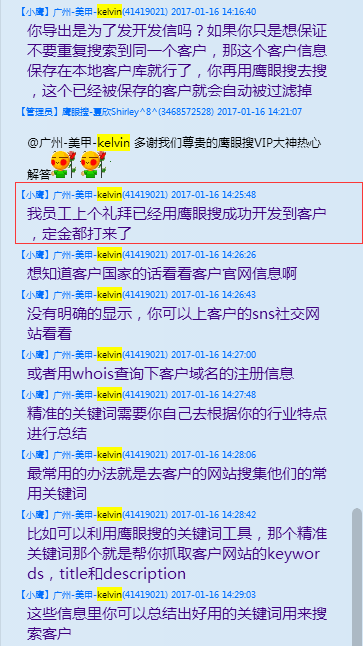 【小鹰】广州-美甲-kelvin(41419021) 2017-01-16 14:16:40
你导出是为了发开发信吗？如果你只是想保证
不要重复搜索到同一个客户，那这个客户信息
保存在本地客户库就行了，你再用鹰眼搜去搜
，这个已经被保存的客户就会自动被过滤掉
【管理员】鹰眼搜-夏欣Shirley^8^(3468572528) 2017-01-16 14:21:07
@广州-美甲-kelvin 多谢我们尊贵的鹰眼搜VIP大神热心
解答
【小鹰】广州-美甲-kelvin(41419021) 2017-01-16 14:25:48
我员工上个礼拜已经用鹰眼搜成功开发到客户
，定金都打来了
【小鹰】广州-美甲-kelvin(41419021) 2017-01-16 14:26:26
想知道客户国家的话看看客户官网信息啊
【小鹰】广州-美甲-kelvin(41419021) 2017-01-16 14:26:43
没有明确的显示，你可以上客户的sns社交网
站看看
【小鹰】广州-美甲-kelvin(41419021) 2017-01-16 14:27:00
或者用whois查询下客户域名的注册信息
【小鹰】广州-美甲-kelvin(41419021) 2017-01-16 14:27:48
精准的关键词需要你自己去根据你的行业特点
进行总结
【小鹰】广州-美甲-kelvin(41419021) 2017-01-16 14:28:06
最常用的办法就是去客户的网站搜集他们的常
用关键词
【小鹰】广州-美甲-kelvin(41419021) 2017-01-16 14:28:42
比如可以利用鹰眼搜的关键词工具，那个精准
关键词那个就是帮你抓取客户网站的keywor
ds，title和description
【小鹰】广州-美甲-kelvin(41419021) 2017-01-16 14:29:03
这些信息里你可以总结出好用的关键词用来搜
索客户